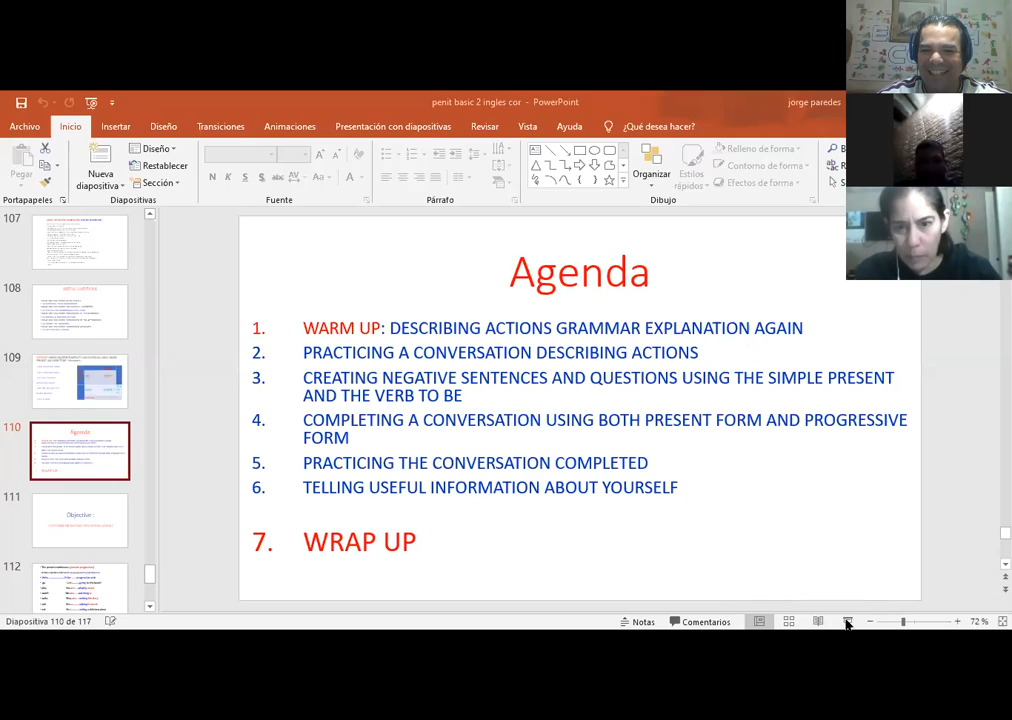 penit basic 2 ingles cor - PowerPoint
jorge paredes
Archivo Inicio Insertar Diseño Transiciones Animaciones Presentación con diapositivas Revisar Vista Ayuda ¿Qué desea hacer?
Pegar
Nueva diapositiva
Diseño
Restablecer
Sección
N K S S abc AV Aa A
Organizar
Estilos rápidos
Relleno de forma
Contorno de forma
Efectos de forma
Portapapeles Diapositivas Fuente Párrafo Dibujo
107
108
109
110
Agenda
111
Objective :
112
Agenda
1. WARM UP: DESCRIBING ACTIONS GRAMMAR EXPLANATION AGAIN
2. PRACTICING A CONVERSATION DESCRIBING ACTIONS
3. CREATING NEGATIVE SENTENCES AND QUESTIONS USING THE SIMPLE PRESENT
AND THE VERB TO BE
4. COMPLETING A CONVERSATION USING BOTH PRESENT FORM AND PROGRESSIVE
FORM
5. PRACTICING THE CONVERSATION COMPLETED
6. TELLING USEFUL INFORMATION ABOUT YOURSELF
7. WRAP UP
Diapositiva 110 de 117 Notas Comentarios 72 %